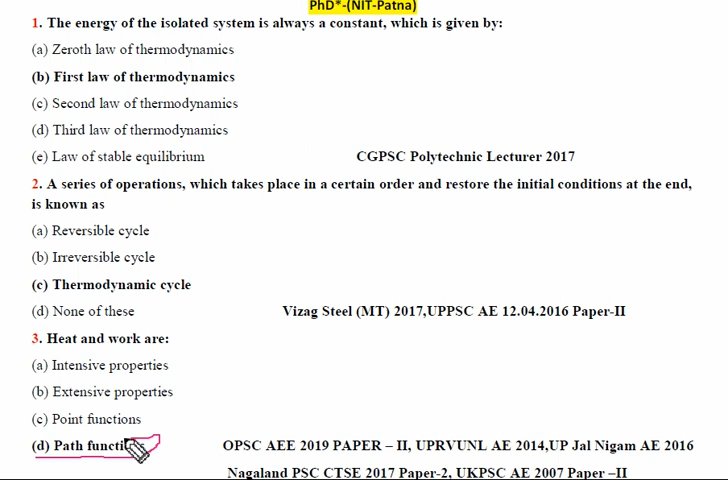 PhD*-(NIT-Patna)
1. The energy of the isolated system is always a constant, which is given by:
(a) Zeroth law of thermodynamics
(b) First law of thermodynamics
(c) Second law of thermodynamics
(d) Third law of thermodynamics
(e) Law of stable equilibrium CGPSC Polytechnic Lecturer 2017
2. A series of operations, which takes place in a certain order and restore the initial conditions at the end,
is known as
(a) Reversible cycle
(b) Irreversible cycle
(c) Thermodynamic cycle
(d) None of these Vizag Steel (MT) 2017,UPPSC AE 12.04.2016 Paper-II
3. Heat and work are:
(a) Intensive properties
(b) Extensive properties
(c) Point functions
(d) Path OPSC AEE 2019 PAPER – II, UPRVUNL AE 2014,UP Jal Nigam AE 2016
Nagaland PSC CTSE 2017 Paper-2, UKPSC AE 2007 Paper –II